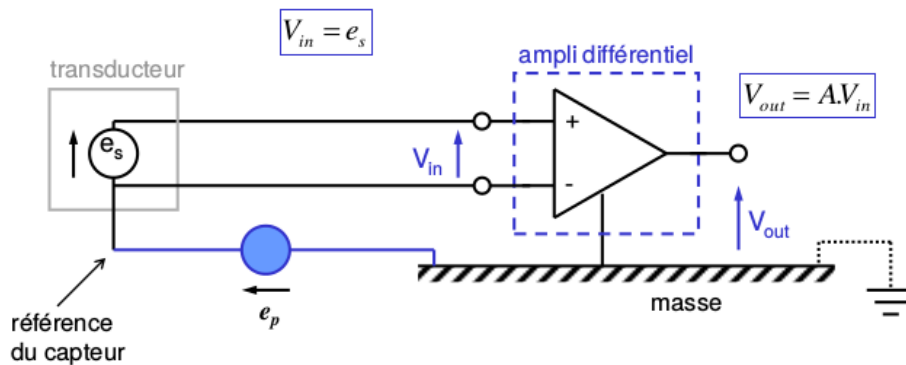 V_in = e_s
transducteur
ampli différentiel
V_out = A.V_in
e_s
+
V_in
-
V_out
e_p
masse
référence
du capteur